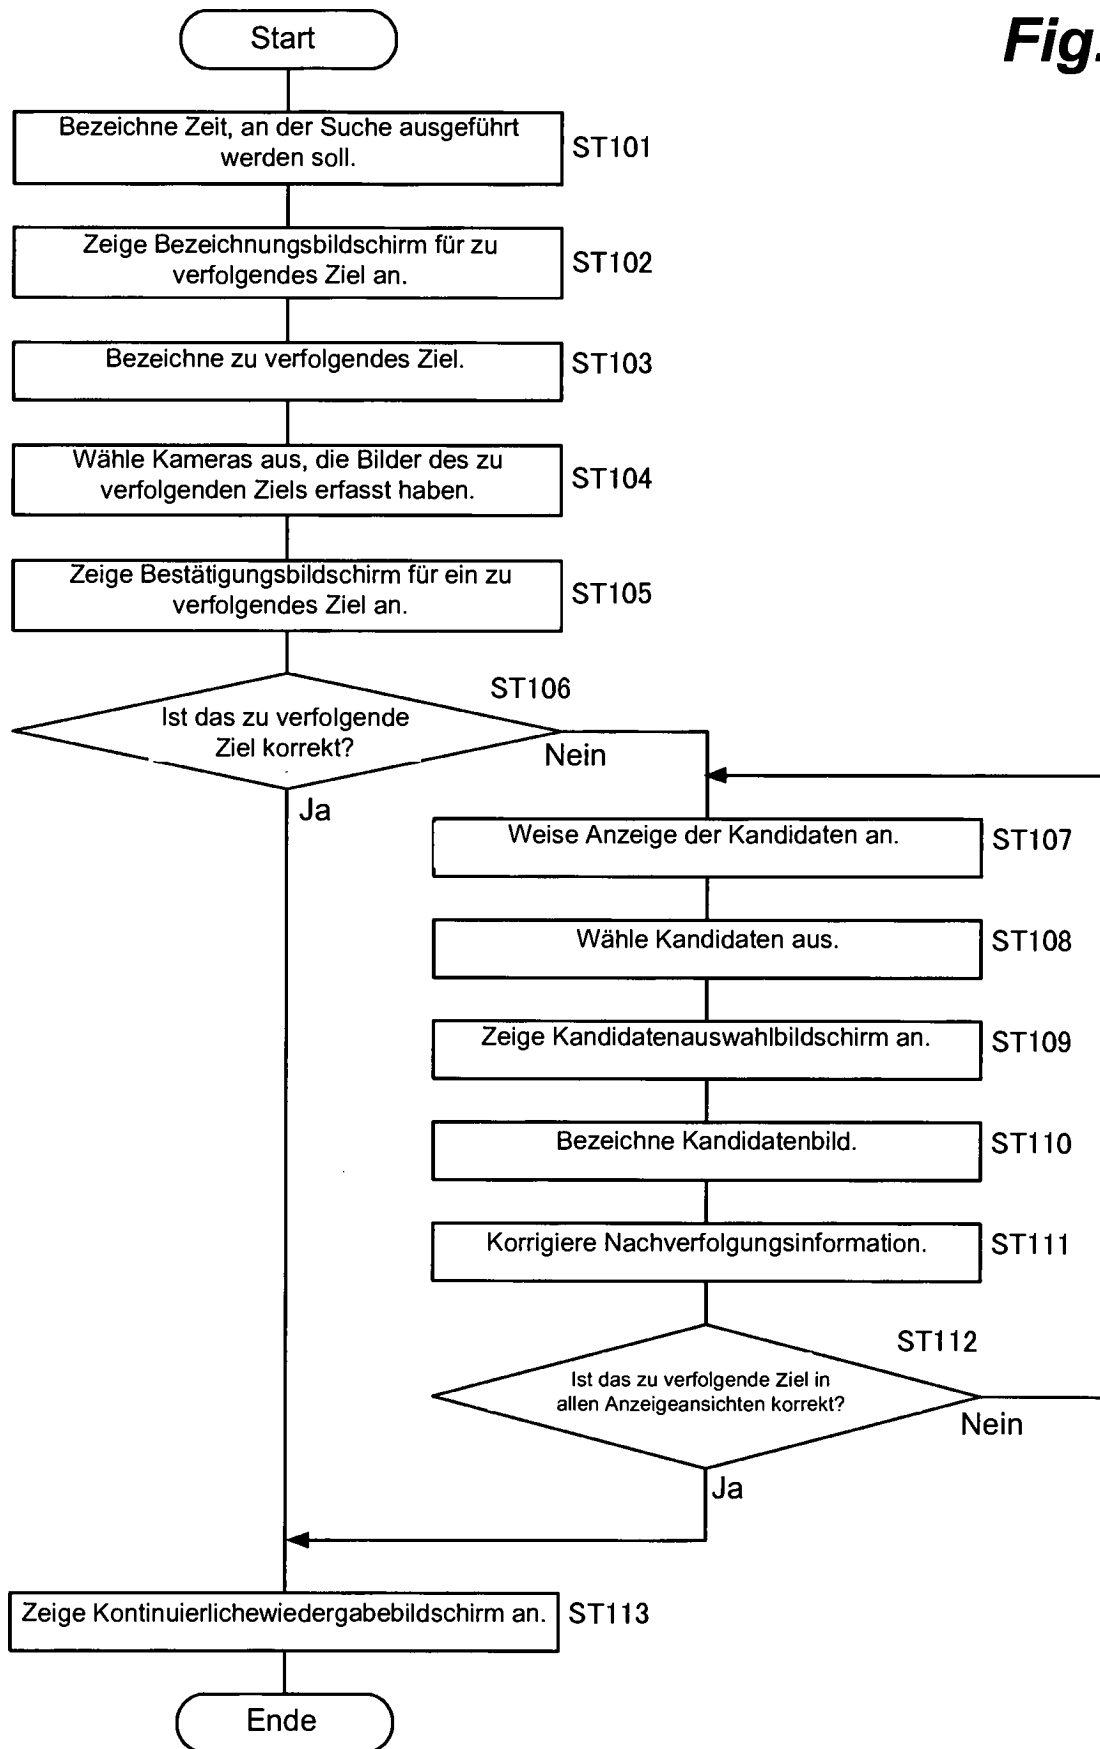 Start
Fig.
Bezeichne Zeit, an der Suche ausgeführt
werden soll.
ST101
Zeige Bezeichnungsbildschirm für zu
verfolgendes Ziel an.
ST102
Bezeichne zu verfolgendes Ziel.
ST103
Wähle Kameras aus, die Bilder des zu
verfolgenden Ziels erfasst haben.
ST104
Zeige Bestätigungsbildschirm für ein zu
verfolgendes Ziel an.
ST105
ST106
Ist das zu verfolgende
Ziel korrekt?
Nein
Ja
Weise Anzeige der Kandidaten an.
ST107
Wähle Kandidaten aus.
ST108
Zeige Kandidatenauswahlbildschirm an.
ST109
Bezeichne Kandidatenbild.
ST110
Korrigiere Nachverfolgungsinformation.
ST111
ST112
Ist das zu verfolgende Ziel in
allen Anzeigeansichten korrekt?
Nein
Ja
Zeige Kontinuierlichewiedergabebildschirm an.
ST113
Ende